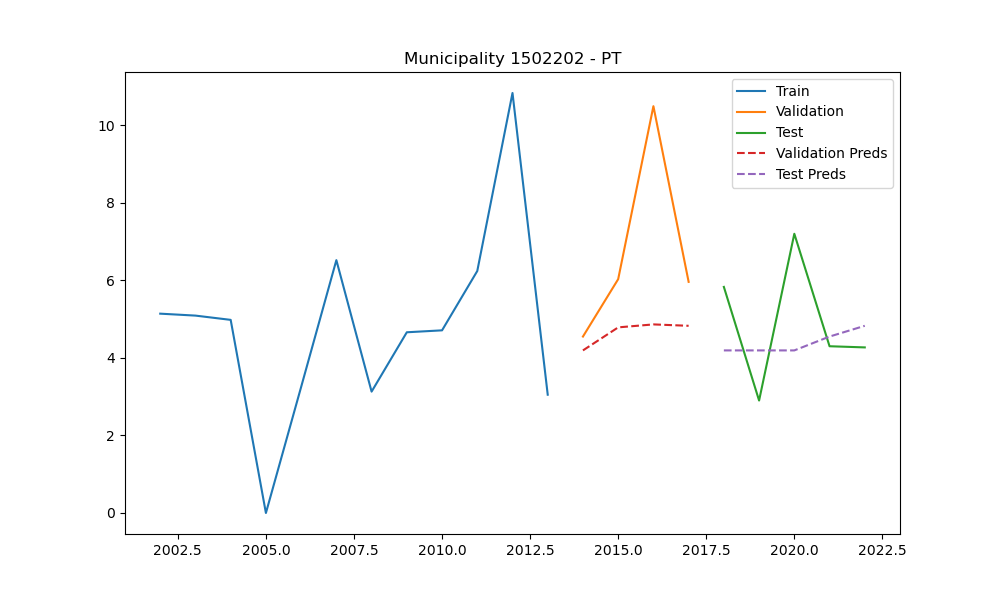 Municipality 1502202 - PT
Train
Validation
Test
Validation Preds
Test Preds
10
8
6
4
2
0
2002.5 2005.0 2007.5 2010.0 2012.5 2015.0 2017.5 2020.0 2022.5